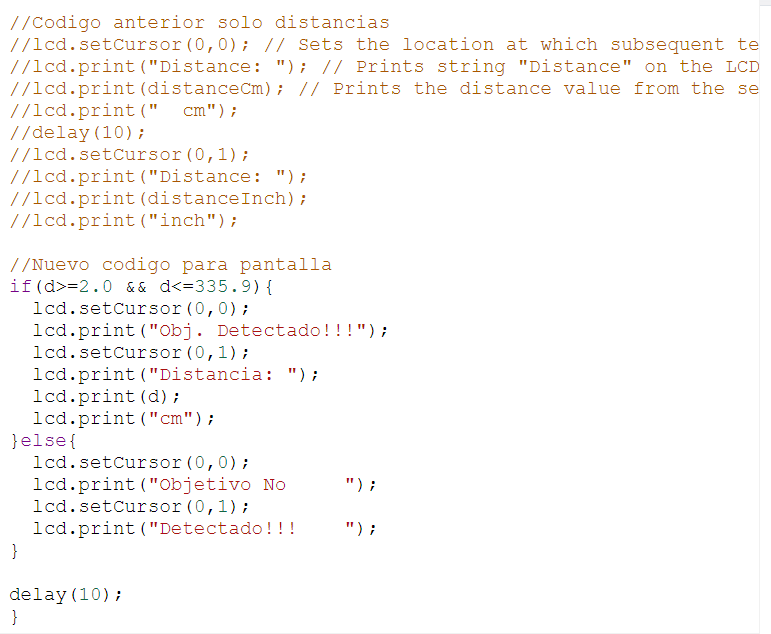 //Codigo anterior solo distancias
//lcd.setCursor(0,0); // Sets the location at which subsequent te
//lcd.print("Distance: "); // Prints string "Distance" on the LCD
//lcd.print(distanceCm); // Prints the distance value from the se
//lcd.print("  cm");
//delay(10);
//lcd.setCursor(0,1);
//lcd.print("Distance: ");
//lcd.print(distanceInch);
//lcd.print("inch");

//Nuevo codigo para pantalla
if(d>=2.0 && d<=335.9){
  lcd.setCursor(0,0);
  lcd.print("Obj. Detectado!!!");
  lcd.setCursor(0,1);
  lcd.print("Distancia: ");
  lcd.print(d);
  lcd.print("cm");
}else{
  lcd.setCursor(0,0);
  lcd.print("Objetivo No     ");
  lcd.setCursor(0,1);
  lcd.print("Detectado!!!    ");
}

delay(10);
}